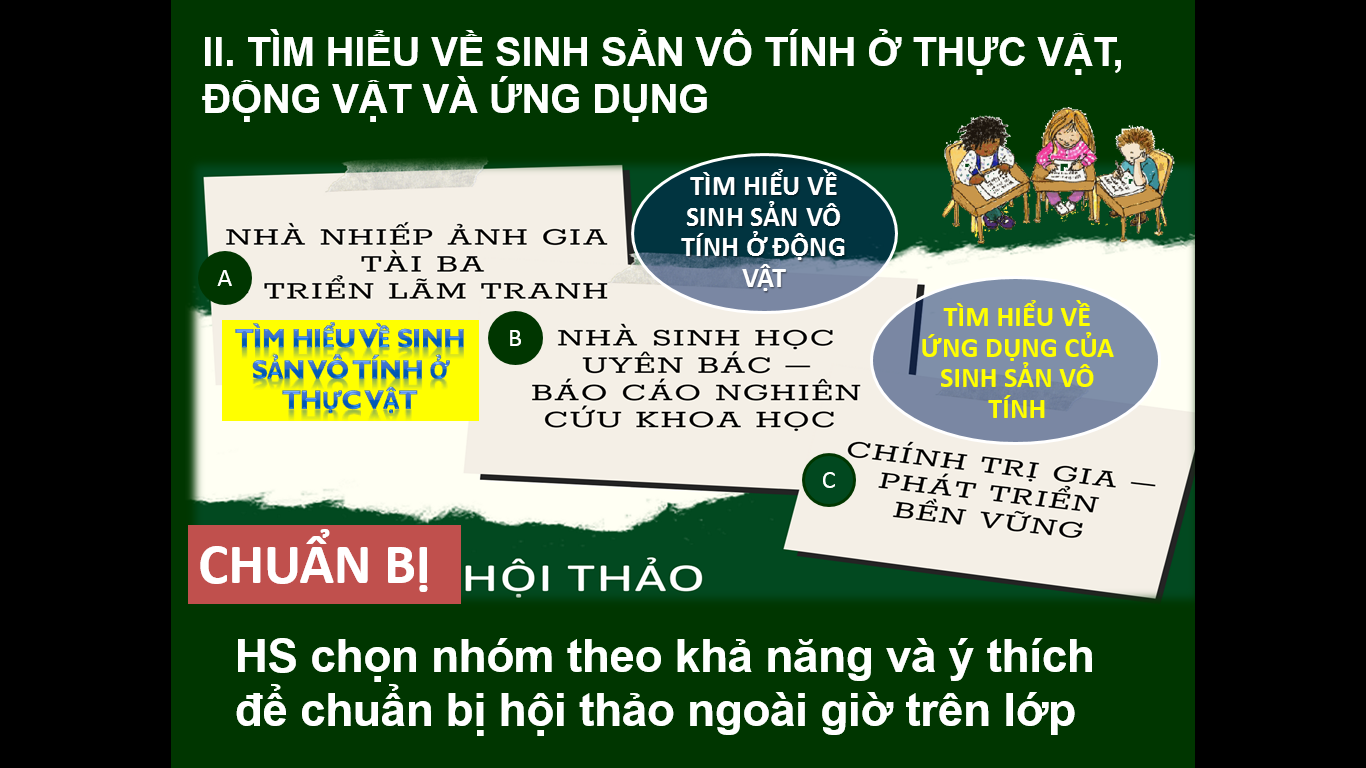 II. TÌM HIỂU VỀ SINH SẢN VÔ TÍNH Ở THỰC VẬT,
ĐỘNG VẬT VÀ ỨNG DỤNG
A
NHÀ NHIẾP ẢNH GIA
TÀI BA
TRIỂN LÃM TRANH
TÌM HIỂU VỀ SINH
SẢN VÔ TÍNH Ở
THỰC VẬT
TÌM HIỂU VỀ
SINH SẢN VÔ
TÍNH Ở ĐỘNG
VẬT
B
NHÀ SINH HỌC
UYÊN BÁC –
BÁO CÁO NGHIÊN
CỨU KHOA HỌC
TÌM HIỂU VỀ
ỨNG DỤNG CỦA
SINH SẢN VÔ
TÍNH
C
CHÍNH TRỊ GIA –
PHÁT TRIỂN
BỀN VỮNG
CHUẨN BỊ HỘI THẢO
HS chọn nhóm theo khả năng và ý thích
để chuẩn bị hội thảo ngoài giờ trên lớp